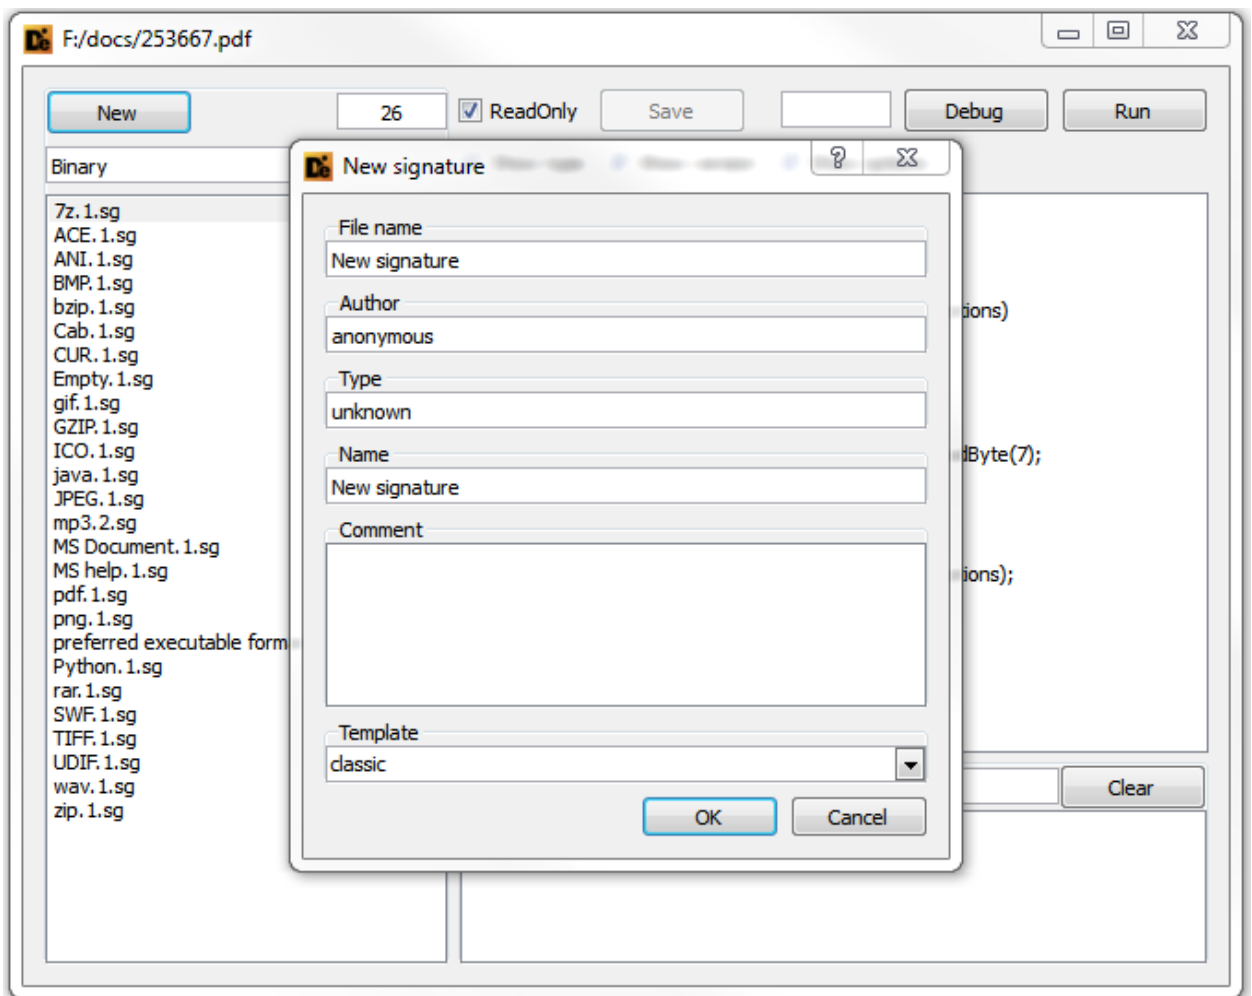 F:/docs/253667.pdf
New 26 ReadOnly Save Debug Run
Binary
7z.1.sg
ACE.1.sg
ANI.1.sg
BMP.1.sg
bzip.1.sg
Cab.1.sg
CUR.1.sg
Empty.1.sg
gif.1.sg
GZIP.1.sg
ICO.1.sg
java.1.sg
JPEG.1.sg
mp3.2.sg
MS Document.1.sg
MS help.1.sg
pdf.1.sg
png.1.sg
preferred executable form
Python.1.sg
rar.1.sg
SWF.1.sg
TIFF.1.sg
UDIF.1.sg
wav.1.sg
zip.1.sg
New signature
File name
New signature
Author
anonymous
Type
unknown
Name
New signature
Comment
Template
classic
OK Cancel
tions)
dByte(7);
ions);
Clear